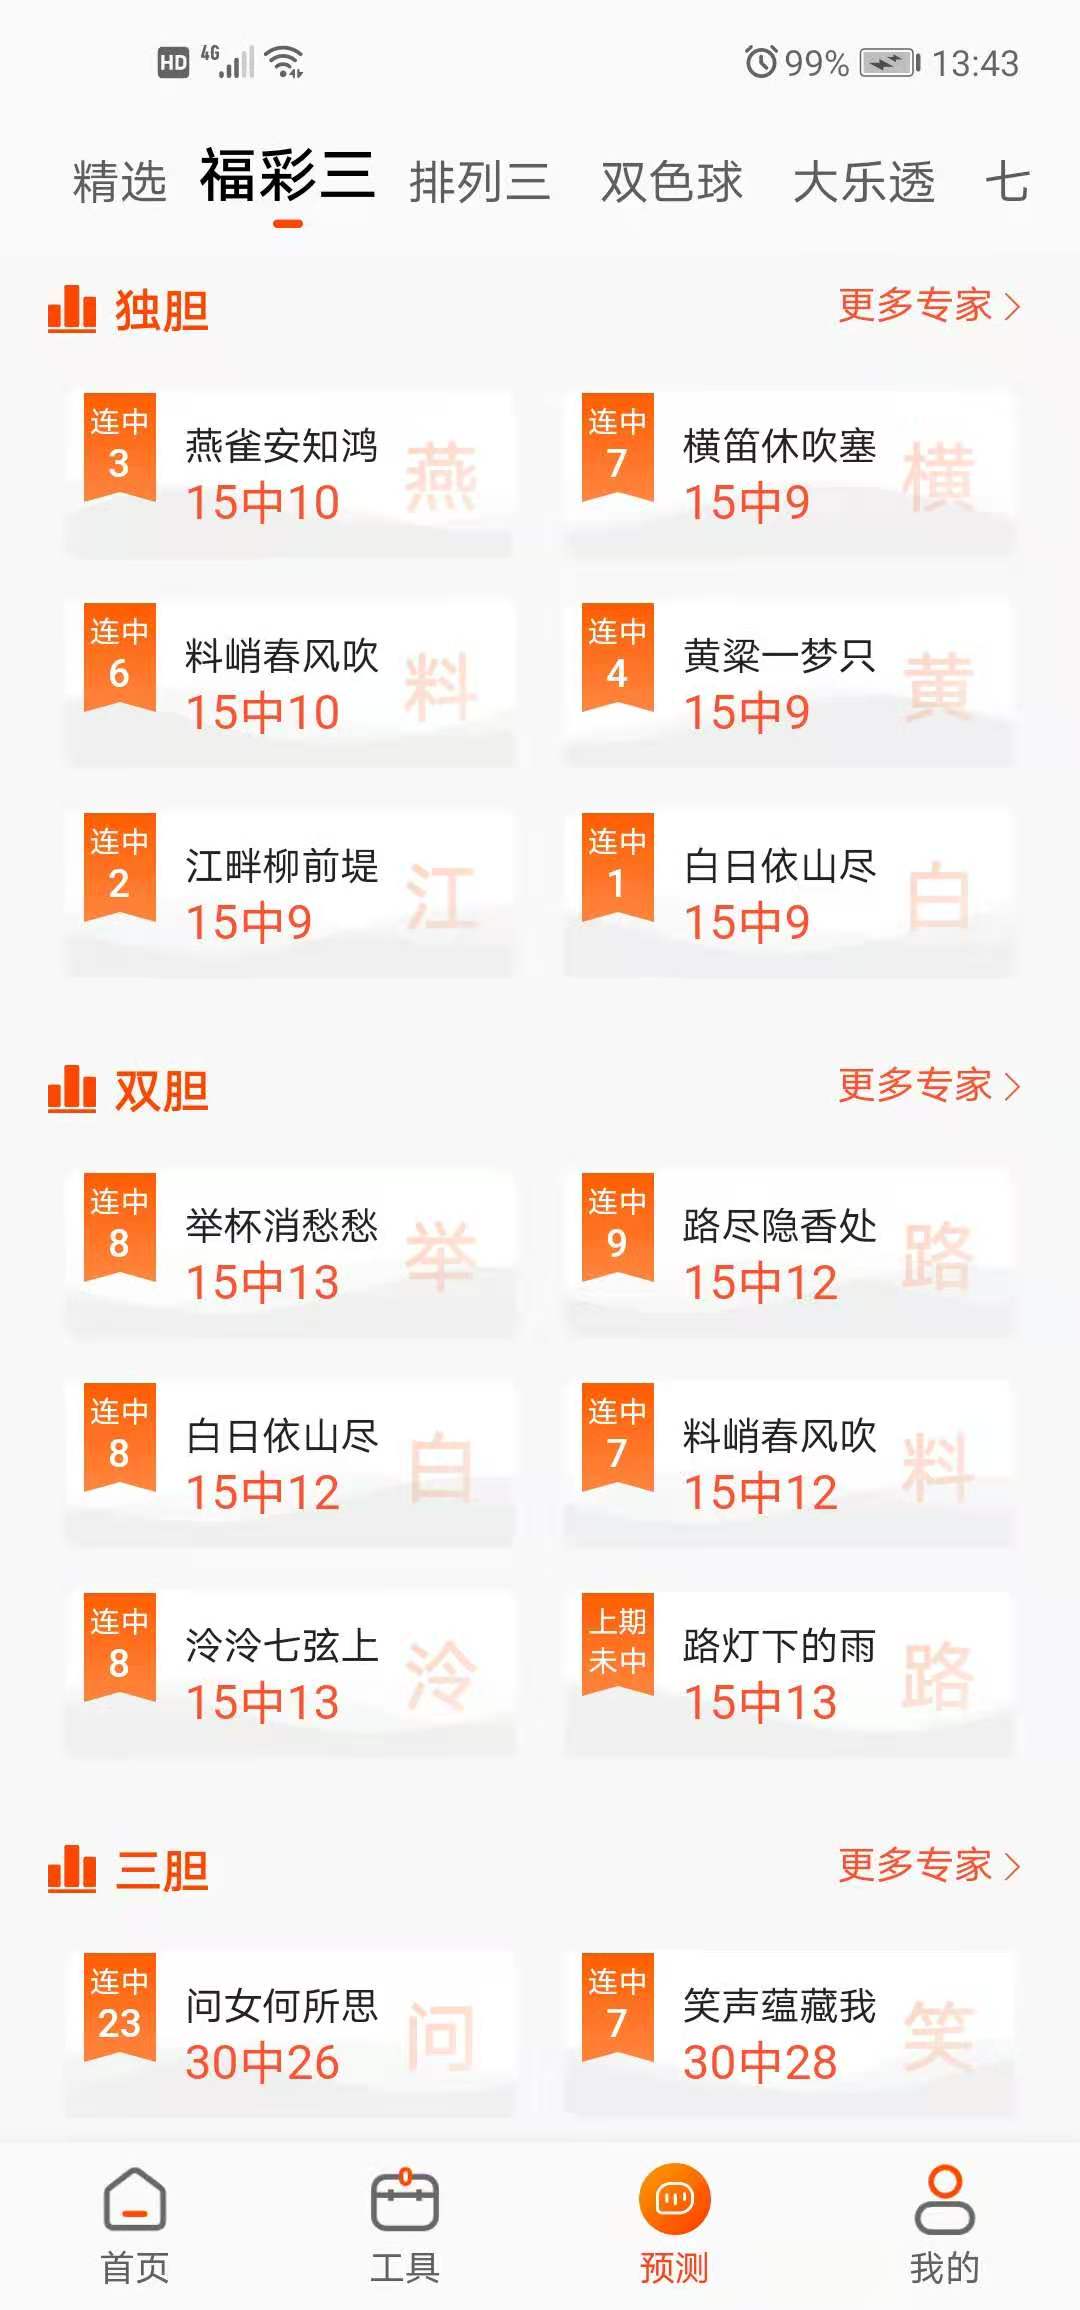 HD 4G 99% 13:43
精选 福彩三 排列三 双色球 大乐透 七
独胆 更多专家
连中 3 燕雀安知鸿 15中10 燕
连中 7 横笛休吹塞 15中9 横
连中 6 料峭春风吹 15中10 料
连中 4 黄粱一梦只 15中9 黄
连中 2 江畔柳前堤 15中9 江
连中 1 白日依山尽 15中9 白
双胆 更多专家
连中 8 举杯消愁愁 15中13 举
连中 9 路尽隐香处 15中12 路
连中 8 白日依山尽 15中12 白
连中 7 料峭春风吹 15中12 料
连中 8 泠泠七弦上 15中13 泠
上期未中 路灯下的雨 15中13 路
三胆 更多专家
连中 23 问女何所思 30中26 问
连中 7 笑声蕴藏我 30中28 笑
首页 工具 预测 我的